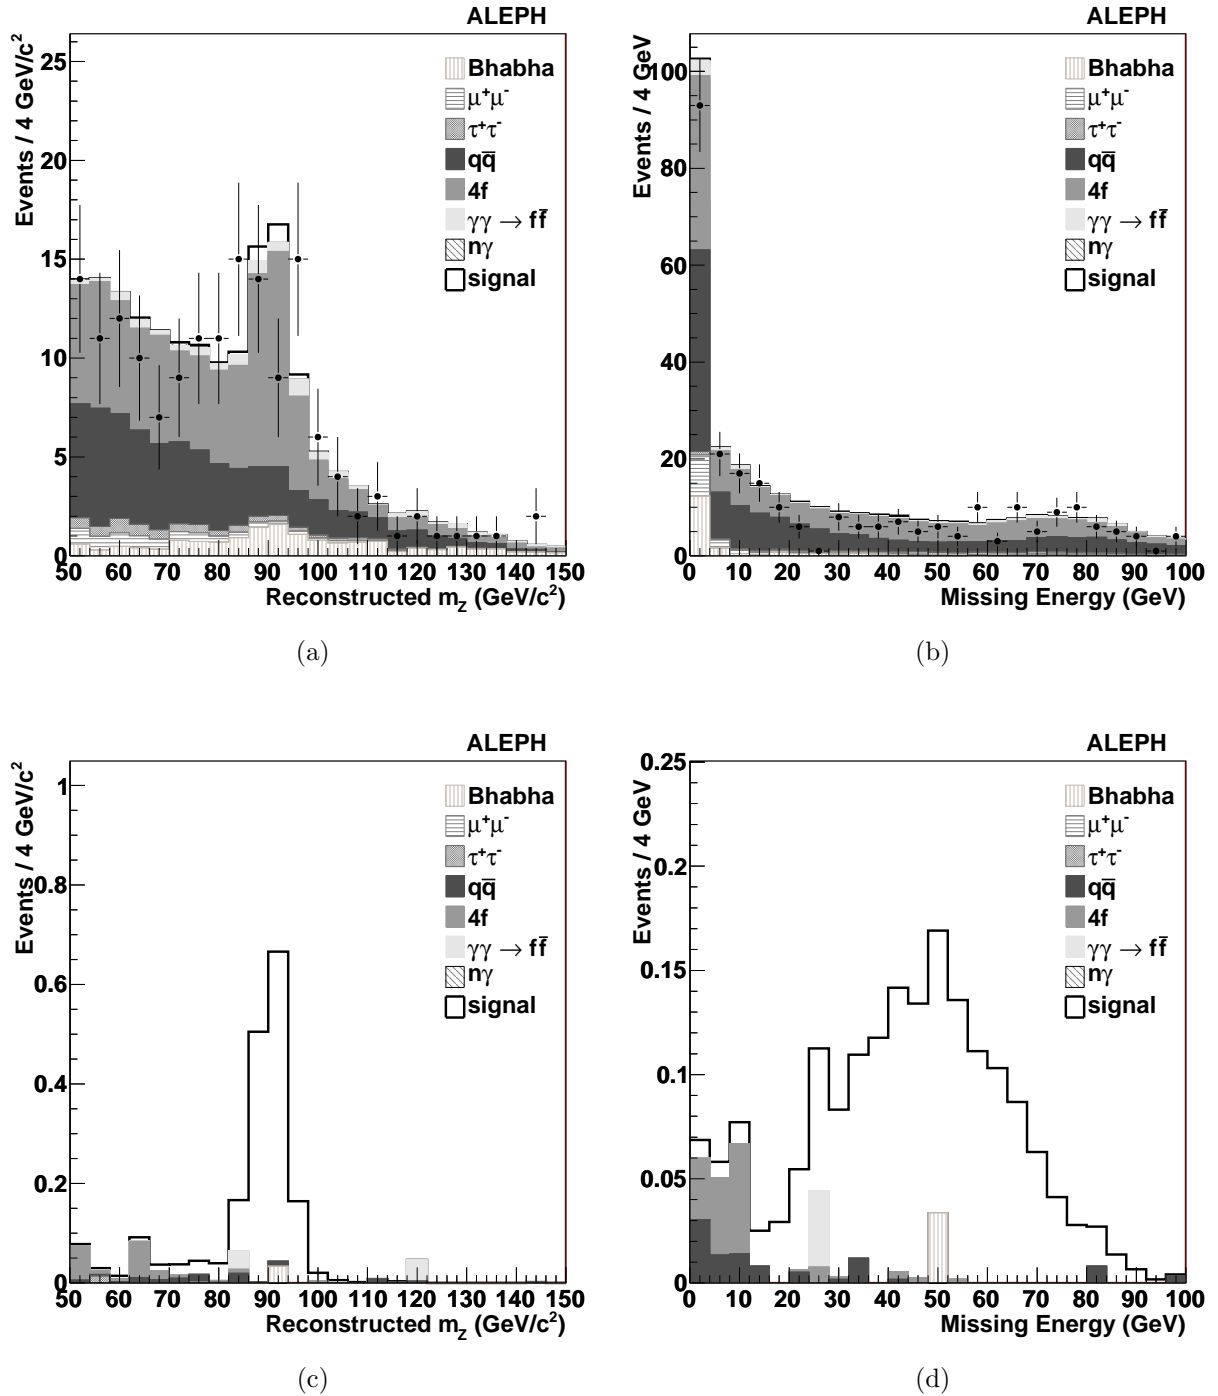 ALEPH
Events / 4 GeV/c²
25
20
15
10
5
0
Bhabha
μ⁺μ⁻
τ⁺τ⁻
qq̅
4f
γγ → ff̅
nγ
signal
50 60 70 80 90 100 110 120 130 140 150
Reconstructed m_Z (GeV/c²)
(a)
ALEPH
Events / 4 GeV
100
80
60
40
20
0
Bhabha
μ⁺μ⁻
τ⁺τ⁻
qq̅
4f
γγ → ff̅
nγ
signal
0 10 20 30 40 50 60 70 80 90 100
Missing Energy (GeV)
(b)
ALEPH
Events / 4 GeV/c²
1
0.8
0.6
0.4
0.2
0
Bhabha
μ⁺μ⁻
τ⁺τ⁻
qq̅
4f
γγ → ff̅
nγ
signal
50 60 70 80 90 100 110 120 130 140 150
Reconstructed m_Z (GeV/c²)
(c)
ALEPH
Events / 4 GeV
0.25
0.2
0.15
0.1
0.05
0
Bhabha
μ⁺μ⁻
τ⁺τ⁻
qq̅
4f
γγ → ff̅
nγ
signal
0 10 20 30 40 50 60 70 80 90 100
Missing Energy (GeV)
(d)